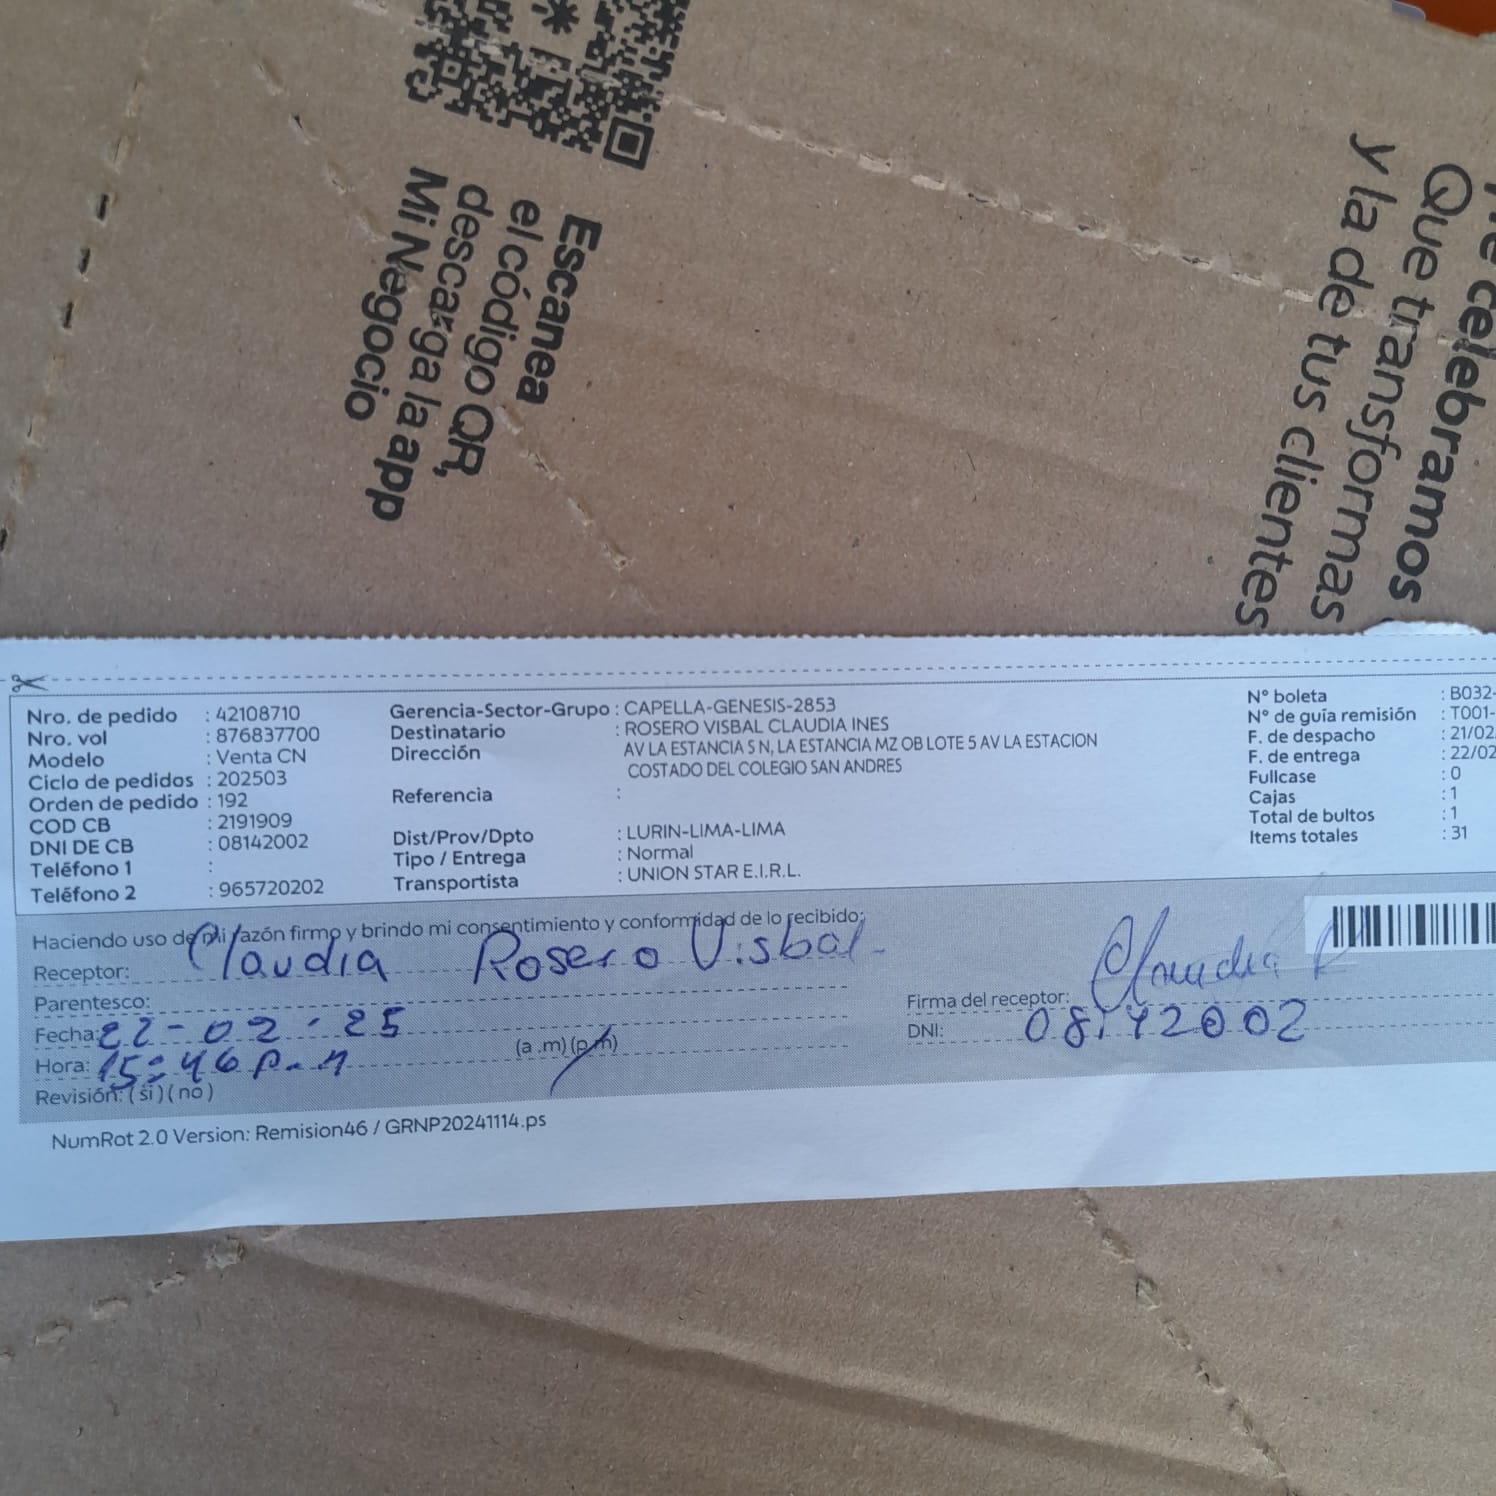 Escanea
el código QR,
descarga la app
Mi Negocio
celebramos
Que transformas
y la de tus clientes
Nro. de pedido : 42108710
Nro. vol : 876837700
Modelo : Venta CN
Ciclo de pedidos : 202503
Orden de pedido : 192
COD CB : 2191909
DNI DE CB : 08142002
Teléfono 1 :
Teléfono 2 : 965720202
Gerencia-Sector-Grupo : CAPELLA-GENESIS-2853
Destinatario : ROSERO VISBAL CLAUDIA INES
Dirección AV LA ESTANCIA S N, LA ESTANCIA MZ OB LOTE 5 AV LA ESTACION
COSTADO DEL COLEGIO SAN ANDRES
Referencia :
Dist/Prov/Dpto : LURIN-LIMA-LIMA
Tipo / Entrega : Normal
Transportista : UNION STAR E.I.R.L.
N° boleta : B032-
N° de guía remisión : T001-
F. de despacho : 21/02
F. de entrega : 22/02
Fullcase : 0
Cajas : 1
Total de bultos : 1
Items totales : 31
Haciendo uso de mi razón firmo y brindo mi consentimiento y conformidad de lo recibido:
Receptor: Claudia Rosero Visbal
Parentesco:
Fecha: 22-02-25
Hora: 15:46 p.m (a .m) (p.m)
Revisión: ( si ) ( no )
Firma del receptor: Claudia R
DNI: 08142002
NumRot 2.0 Version: Remision46 / GRNP20241114.ps